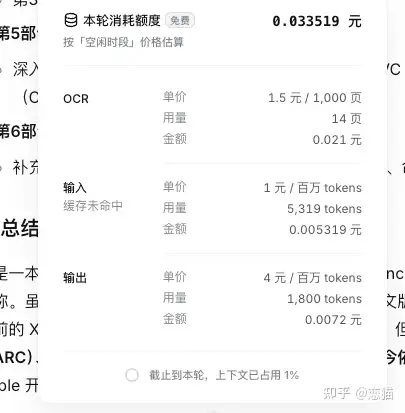 本轮消耗额度 免费 0.033519 元
按「空闲时段」价格估算
第5部
深入
VC
(C
OCR 单价 1.5 元 / 1,000 页
用量 14 页
金额 0.021 元
第6部
补充
输入 单价 1 元 / 百万 tokens
缓存未命中 用量 5,319 tokens
金额 0.005319 元
总结
是一本
输出 单价 4 元 / 百万 tokens
称。虽
用量 1,800 tokens
文版
前的 X
金额 0.0072 元
ARC)
截止到本轮，上下文已占用 1%
ple 开
知乎 @恋猫